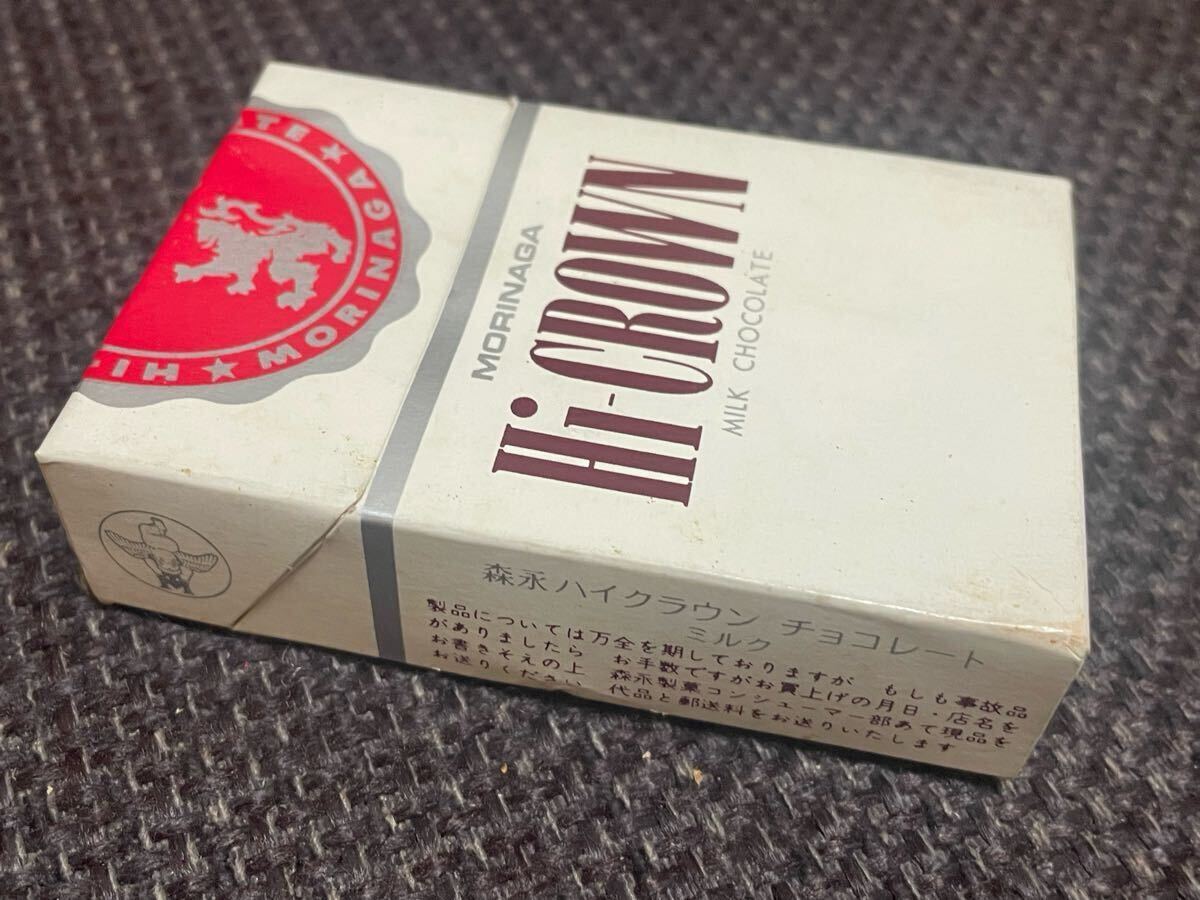 TE ★ MORINAGA ★ HI-
MORINAGA
Hi-CROWN
MILK CHOCOLATE
森永ハイクラウン チョコレート
ミルク
製品については万全を期しておりますが もしも事故品
がありましたら お手数ですがお買上げの月日・店名を
お書きそえの上 森永製菓コンシューマー部あて現品を
お送りください 代品と郵送料をお送りいたします